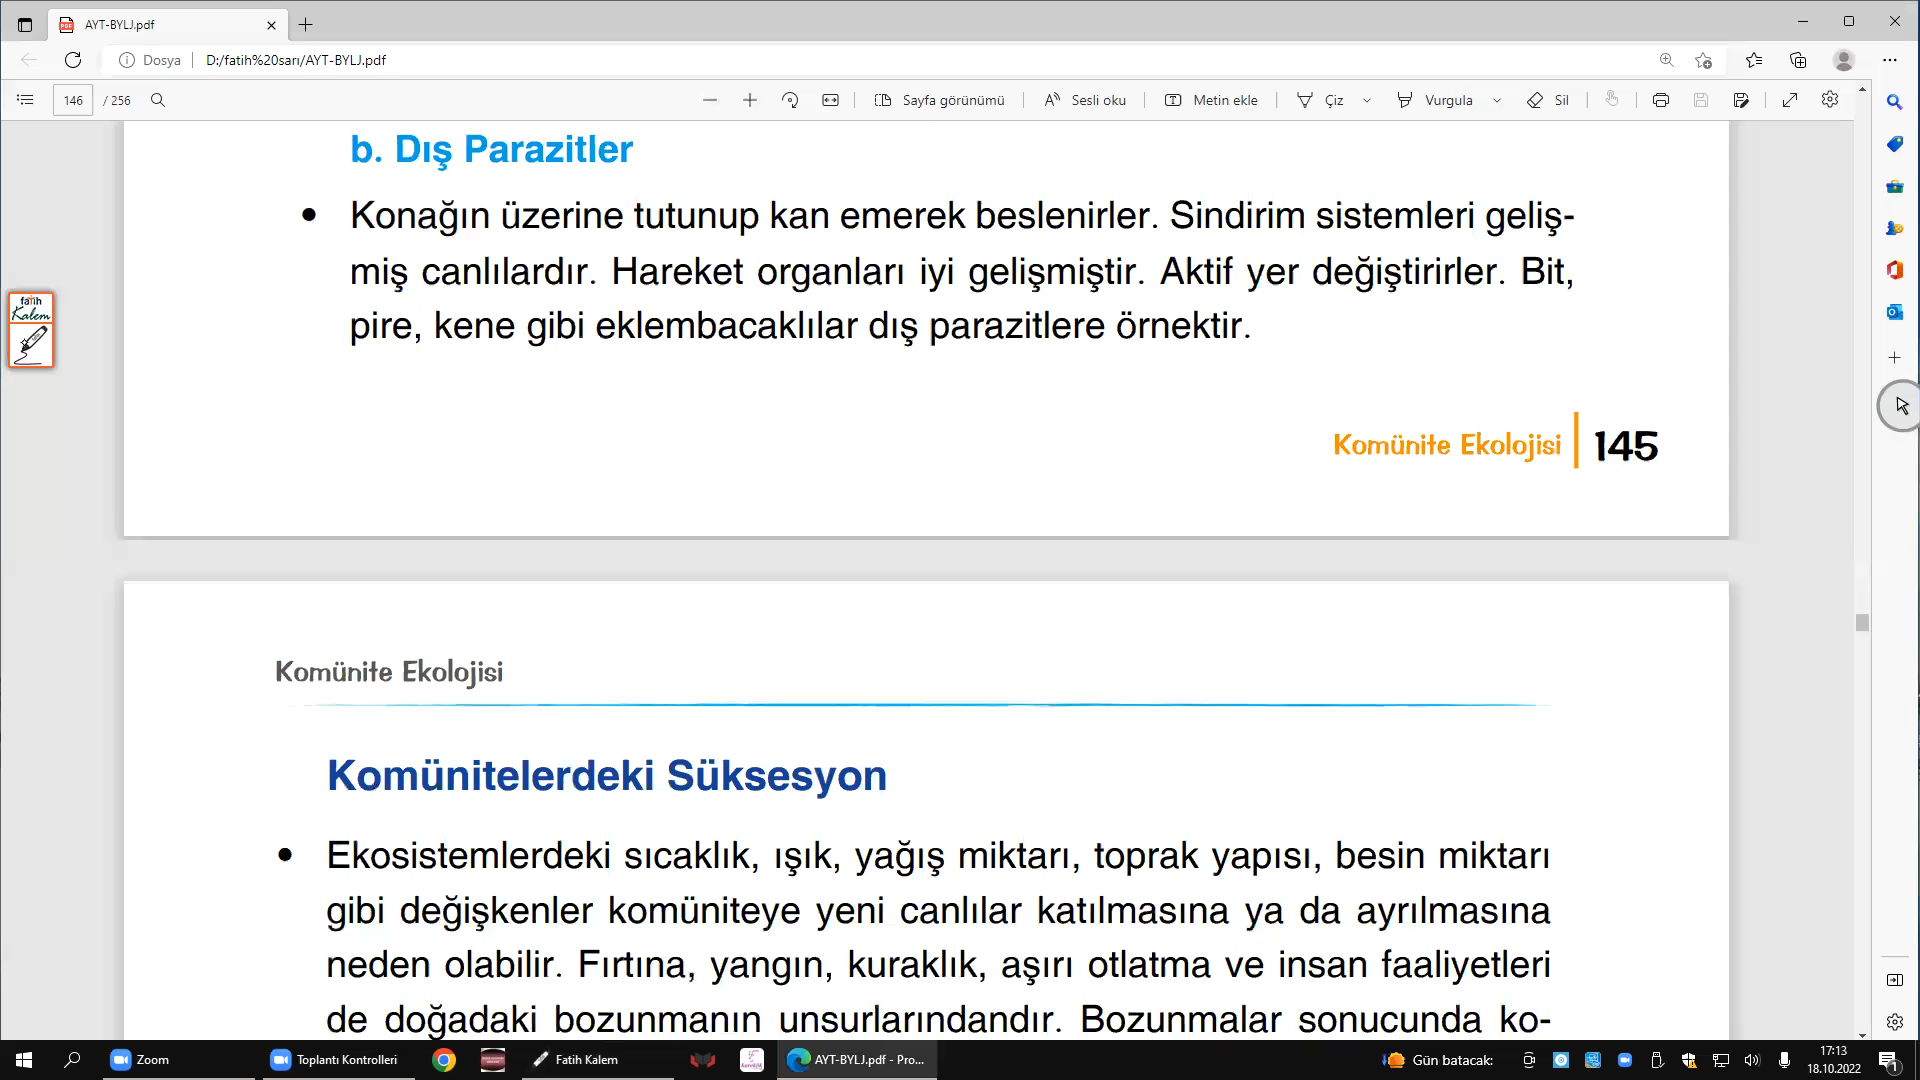 AYT-BYLJ.pdf
Dosya
D:/fatih%20sarı/AYT-BYLJ.pdf
146 / 256
Sayfa görünümü
Sesli oku
Metin ekle
Çiz
Vurgula
Sil
b. Dış Parazitler
• Konağın üzerine tutunup kan emerek beslenirler. Sindirim sistemleri geliş-
miş canlılardır. Hareket organları iyi gelişmiştir. Aktif yer değiştirirler. Bit,
pire, kene gibi eklembacaklılar dış parazitlere örnektir.
fatih
Kalem
Komünite Ekolojisi 145
Komünite Ekolojisi
Komünitelerdeki Süksesyon
• Ekosistemlerdeki sıcaklık, ışık, yağış miktarı, toprak yapısı, besin miktarı
gibi değişkenler komüniteye yeni canlılar katılmasına ya da ayrılmasına
neden olabilir. Fırtına, yangın, kuraklık, aşırı otlatma ve insan faaliyetleri
de doğadaki bozunmanın unsurlarındandır. Bozunmalar sonucunda ko-
Zoom
Toplantı Kontrolleri
Fatih Kalem
AYT-BYLJ.pdf - Pro...
Gün batacak:
17:13
18.10.2022
1